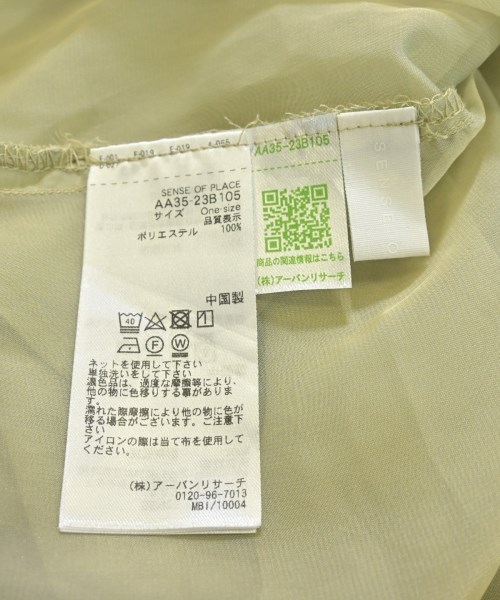 SENSE OF PLACE
AA35-23B105
サイズ One-size
品質表示
ポリエステル 100%
中国製
40
F W
ネットを使用して下さい
単独洗いをして下さい
濃色品は、過度な摩擦等により、
他の物に色移りする事がありま
す。
濡れた際摩擦により他の物に色が
移る場合がございます。ご注意下
さい
アイロンの際は当て布を使用して
ください。
(株)アーバンリサーチ
0120-96-7013
MBI/10004
AA35-23B105
商品の関連情報はこちら
(株)アーバンリサーチ